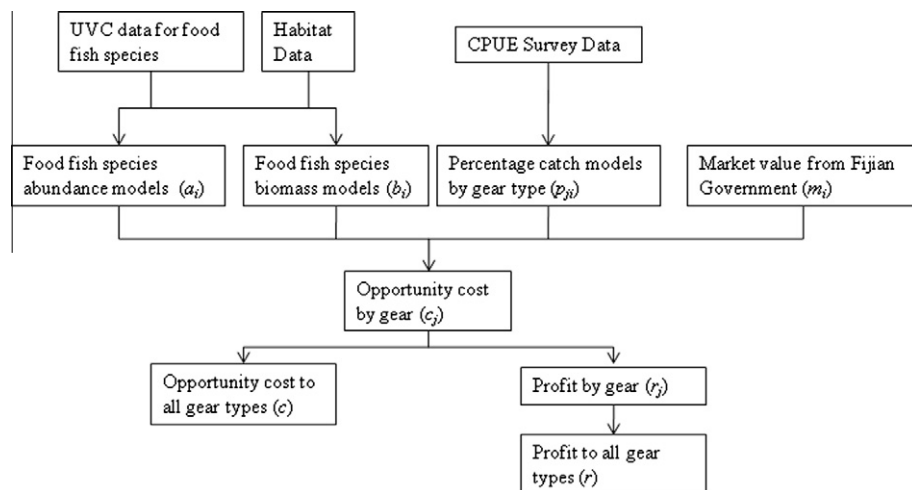 UVC data for food
fish species
Habitat
Data
CPUE Survey Data
Food fish species
abundance models (aᵢ)
Food fish species
biomass models (bᵢ)
Percentage catch models
by gear type (pⱼᵢ)
Market value from Fijian
Government (mᵢ)
Opportunity cost
by gear (cⱼ)
Opportunity cost to
all gear types (c)
Profit by gear (rⱼ)
Profit to all gear
types (r)